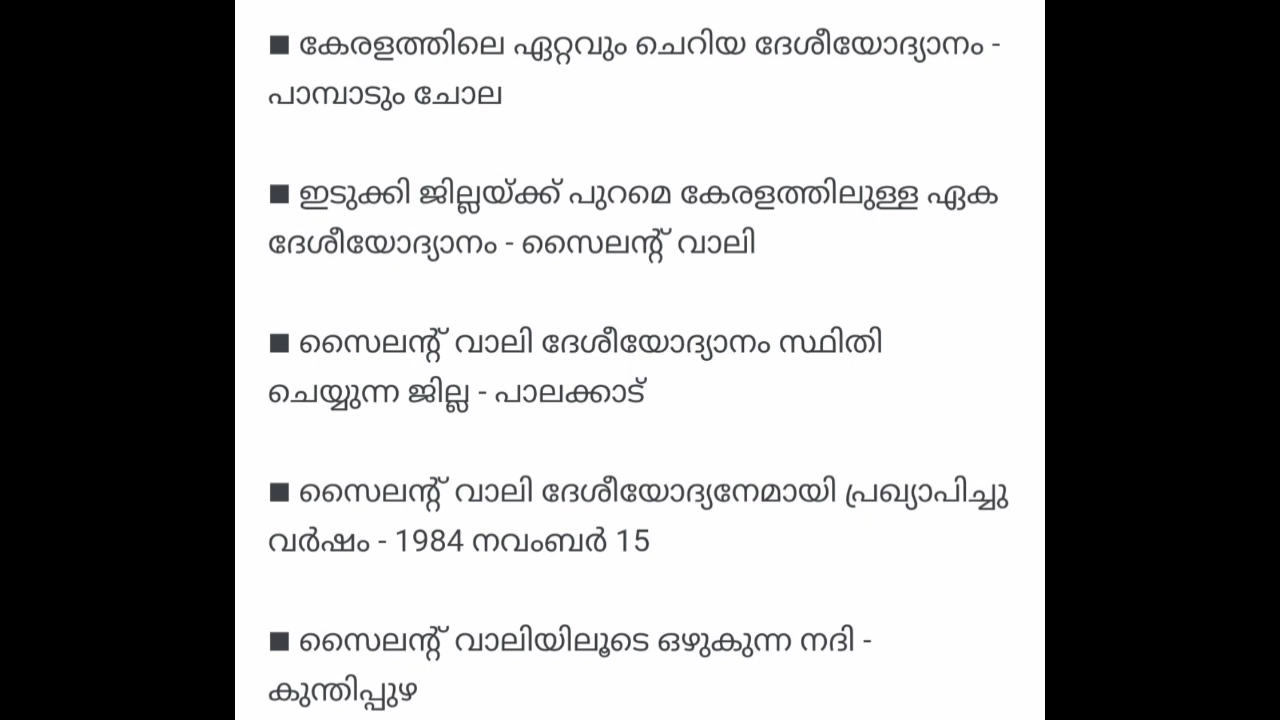 ■ കേരളത്തിലെ ഏറ്റവും ചെറിയ ദേശീയോദ്യാനം -
പാമ്പാടും ചോല
■ ഇടുക്കി ജില്ലയ്ക്ക് പുറമെ കേരളത്തിലുള്ള ഏക
ദേശീയോദ്യാനം - സൈലന്റ് വാലി
■ സൈലന്റ് വാലി ദേശീയോദ്യാനം സ്ഥിതി
ചെയ്യുന്ന ജില്ല - പാലക്കാട്
■ സൈലന്റ് വാലി ദേശീയോദ്യനേമായി പ്രഖ്യാപിച്ചു
വർഷം - 1984 നവംബർ 15
■ സൈലന്റ് വാലിയിലൂടെ ഒഴുകുന്ന നദി -
കുന്തിപ്പുഴ